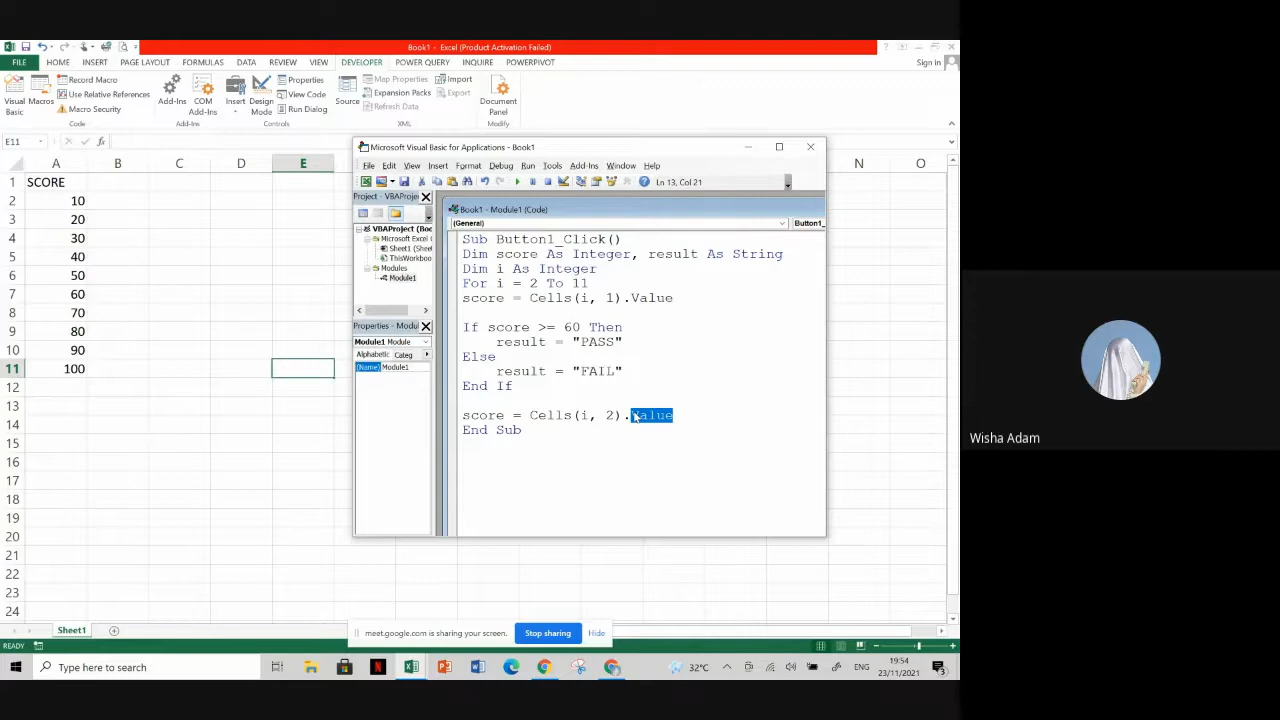 Book1 - Excel (Product Activation Failed)
FILE HOME INSERT PAGE LAYOUT FORMULAS DATA REVIEW VIEW DEVELOPER POWER QUERY INQUIRE POWERPIVOT Sign in
Visual Basic
Macros
Record Macro
Use Relative References
Macro Security
Code
Add-Ins
COM Add-Ins
Add-Ins
Insert
Design Mode
Properties
View Code
Run Dialog
Controls
Source
Map Properties
Expansion Packs
Refresh Data
Import
Export
XML
Document Panel
Modify
E11
A B C D E N O
1 SCORE
2 10
3 20
4 30
5 40
6 50
7 60
8 70
9 80
10 90
11 100
12
13
14
15
16
17
18
19
20
21
22
23
24
Microsoft Visual Basic for Applications - Book1
File Edit View Insert Format Debug Run Tools Add-Ins Window Help
Ln 13, Col 21
Project - VBAProje
VBAProject (Book1
Microsoft Excel C
Sheet1 (Shee
ThisWorkboo
Modules
Module1
Properties - Modul
Module1 Module
Alphabetic Categ
(Name) Module1
Book1 - Module1 (Code)
(General) Button1_
Sub Button1_Click()
Dim score As Integer, result As String
Dim i As Integer
For i = 2 To 11
score = Cells(i, 1).Value
If score >= 60 Then
result = "PASS"
Else
result = "FAIL"
End If
score = Cells(i, 2).Value
End Sub
Wisha Adam
Sheet1
meet.google.com is sharing your screen. Stop sharing Hide
READY
Type here to search
32°C
ENG
19:54
23/11/2021
3